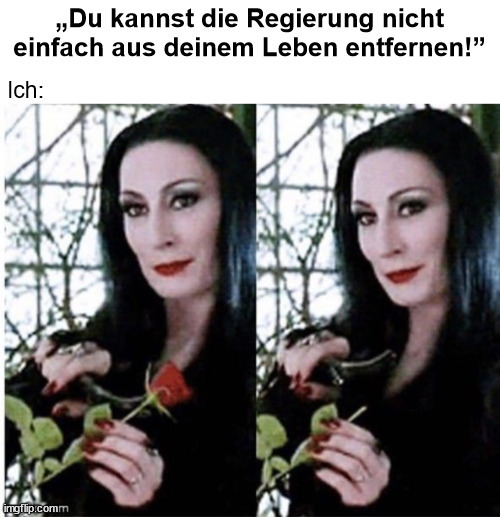 „Du kannst die Regierung nicht
einfach aus deinem Leben entfernen!”
Ich:
imgflip.com